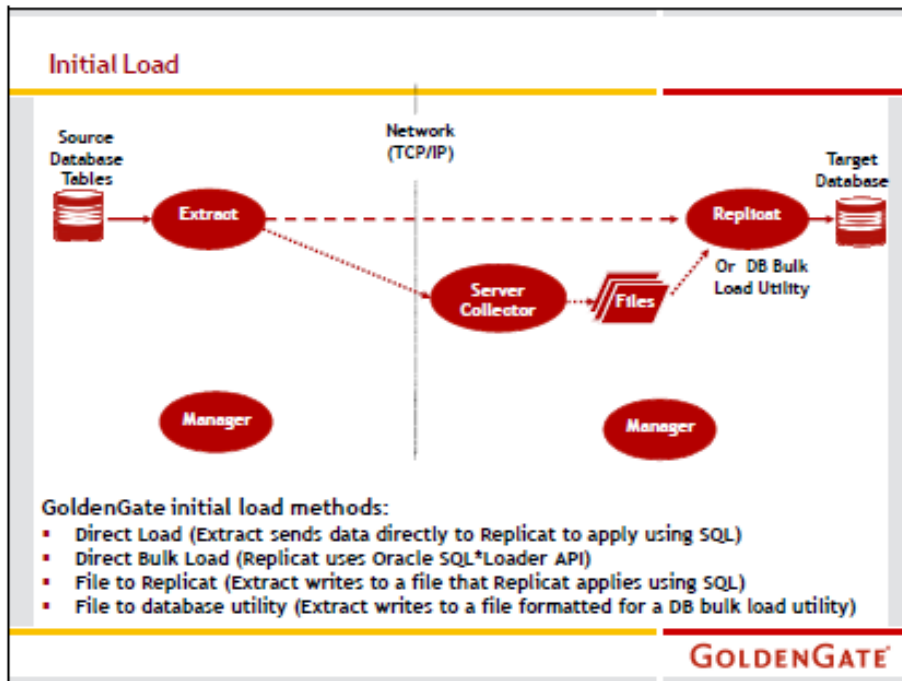 Initial Load
Network
(TCP/IP)
Source
Database
Tables
Target
Database
Extract
Replicat
Or DB Bulk
Load Utility
Server
Collector
Files
Manager
Manager
GoldenGate initial load methods:
▪ Direct Load (Extract sends data directly to Replicat to apply using SQL)
▪ Direct Bulk Load (Replicat uses Oracle SQL*Loader API)
▪ File to Replicat (Extract writes to a file that Replicat applies using SQL)
▪ File to database utility (Extract writes to a file formatted for a DB bulk load utility)
GOLDENGATE